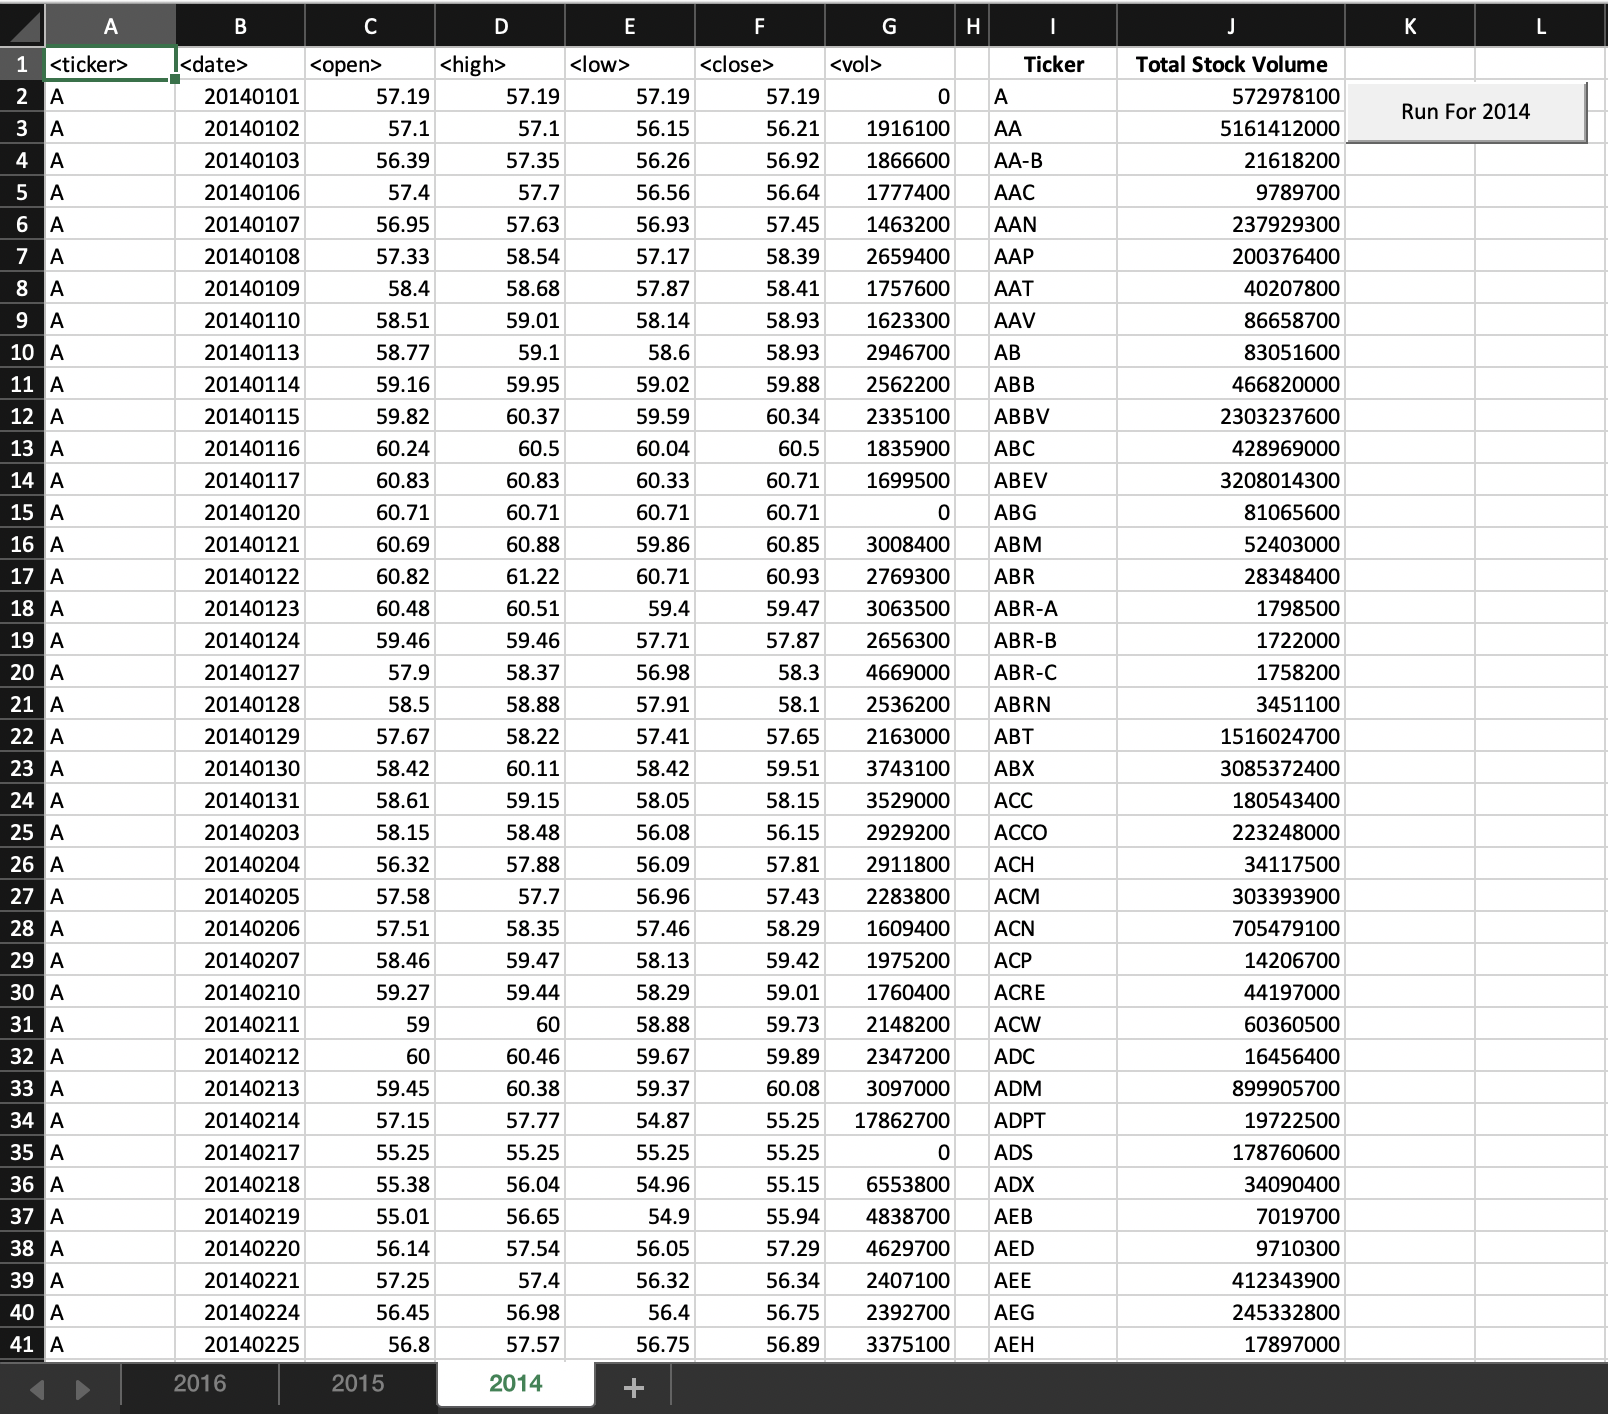 A B C D E F G H I J K L
1 <ticker> <date> <open> <high> <low> <close> <vol> Ticker Total Stock Volume
2 A 20140101 57.19 57.19 57.19 57.19 0 A 572978100 Run For 2014
3 A 20140102 57.1 57.1 56.15 56.21 1916100 AA 5161412000
4 A 20140103 56.39 57.35 56.26 56.92 1866600 AA-B 21618200
5 A 20140106 57.4 57.7 56.56 56.64 1777400 AAC 9789700
6 A 20140107 56.95 57.63 56.93 57.45 1463200 AAN 237929300
7 A 20140108 57.33 58.54 57.17 58.39 2659400 AAP 200376400
8 A 20140109 58.4 58.68 57.87 58.41 1757600 AAT 40207800
9 A 20140110 58.51 59.01 58.14 58.93 1623300 AAV 86658700
10 A 20140113 58.77 59.1 58.6 58.93 2946700 AB 83051600
11 A 20140114 59.16 59.95 59.02 59.88 2562200 ABB 466820000
12 A 20140115 59.82 60.37 59.59 60.34 2335100 ABBV 2303237600
13 A 20140116 60.24 60.5 60.04 60.5 1835900 ABC 428969000
14 A 20140117 60.83 60.83 60.33 60.71 1699500 ABEV 3208014300
15 A 20140120 60.71 60.71 60.71 60.71 0 ABG 81065600
16 A 20140121 60.69 60.88 59.86 60.85 3008400 ABM 52403000
17 A 20140122 60.82 61.22 60.71 60.93 2769300 ABR 28348400
18 A 20140123 60.48 60.51 59.4 59.47 3063500 ABR-A 1798500
19 A 20140124 59.46 59.46 57.71 57.87 2656300 ABR-B 1722000
20 A 20140127 57.9 58.37 56.98 58.3 4669000 ABR-C 1758200
21 A 20140128 58.5 58.88 57.91 58.1 2536200 ABRN 3451100
22 A 20140129 57.67 58.22 57.41 57.65 2163000 ABT 1516024700
23 A 20140130 58.42 60.11 58.42 59.51 3743100 ABX 3085372400
24 A 20140131 58.61 59.15 58.05 58.15 3529000 ACC 180543400
25 A 20140203 58.15 58.48 56.08 56.15 2929200 ACCO 223248000
26 A 20140204 56.32 57.88 56.09 57.81 2911800 ACH 34117500
27 A 20140205 57.58 57.7 56.96 57.43 2283800 ACM 303393900
28 A 20140206 57.51 58.35 57.46 58.29 1609400 ACN 705479100
29 A 20140207 58.46 59.47 58.13 59.42 1975200 ACP 14206700
30 A 20140210 59.27 59.44 58.29 59.01 1760400 ACRE 44197000
31 A 20140211 59 60 58.88 59.73 2148200 ACW 60360500
32 A 20140212 60 60.46 59.67 59.89 2347200 ADC 16456400
33 A 20140213 59.45 60.38 59.37 60.08 3097000 ADM 899905700
34 A 20140214 57.15 57.77 54.87 55.25 17862700 ADPT 19722500
35 A 20140217 55.25 55.25 55.25 55.25 0 ADS 178760600
36 A 20140218 55.38 56.04 54.96 55.15 6553800 ADX 34090400
37 A 20140219 55.01 56.65 54.9 55.94 4838700 AEB 7019700
38 A 20140220 56.14 57.54 56.05 57.29 4629700 AED 9710300
39 A 20140221 57.25 57.4 56.32 56.34 2407100 AEE 412343900
40 A 20140224 56.45 56.98 56.4 56.75 2392700 AEG 245332800
41 A 20140225 56.8 57.57 56.75 56.89 3375100 AEH 17897000
2016 2015 2014 +